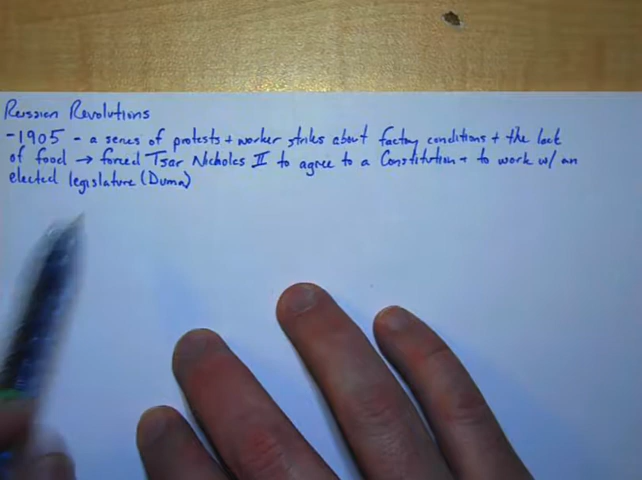 Russian Revolutions
-1905 - a series of protests + worker strikes about factory conditions + the lack
of food → forced Tsar Nicholes II to agree to a Constitution + to work w/ an
elected legislature (Duma)